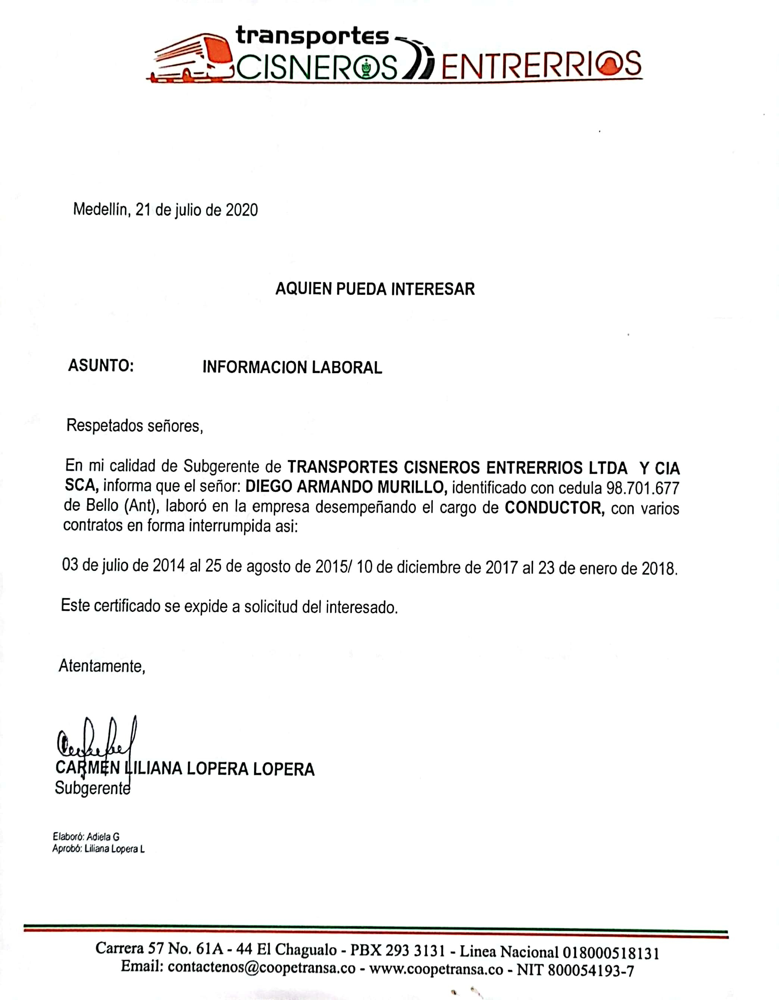 transportes
CISNEROS ENTRERRIOS
Medellín, 21 de julio de 2020
AQUIEN PUEDA INTERESAR
ASUNTO: INFORMACION LABORAL
Respetados señores,
En mi calidad de Subgerente de TRANSPORTES CISNEROS ENTRERRIOS LTDA Y CIA
SCA, informa que el señor: DIEGO ARMANDO MURILLO, identificado con cedula 98.701.677
de Bello (Ant), laboró en la empresa desempeñando el cargo de CONDUCTOR, con varios
contratos en forma interrumpida asi:
03 de julio de 2014 al 25 de agosto de 2015/ 10 de diciembre de 2017 al 23 de enero de 2018.
Este certificado se expide a solicitud del interesado.
Atentamente,
CARMEN LILIANA LOPERA LOPERA
Subgerente
Elaboró: Adiela G
Aprobó: Liliana Lopera L
Carrera 57 No. 61A - 44 El Chagualo - PBX 293 3131 - Linea Nacional 018000518131
Email: contactenos@coopetransa.co - www.coopetransa.co - NIT 800054193-7